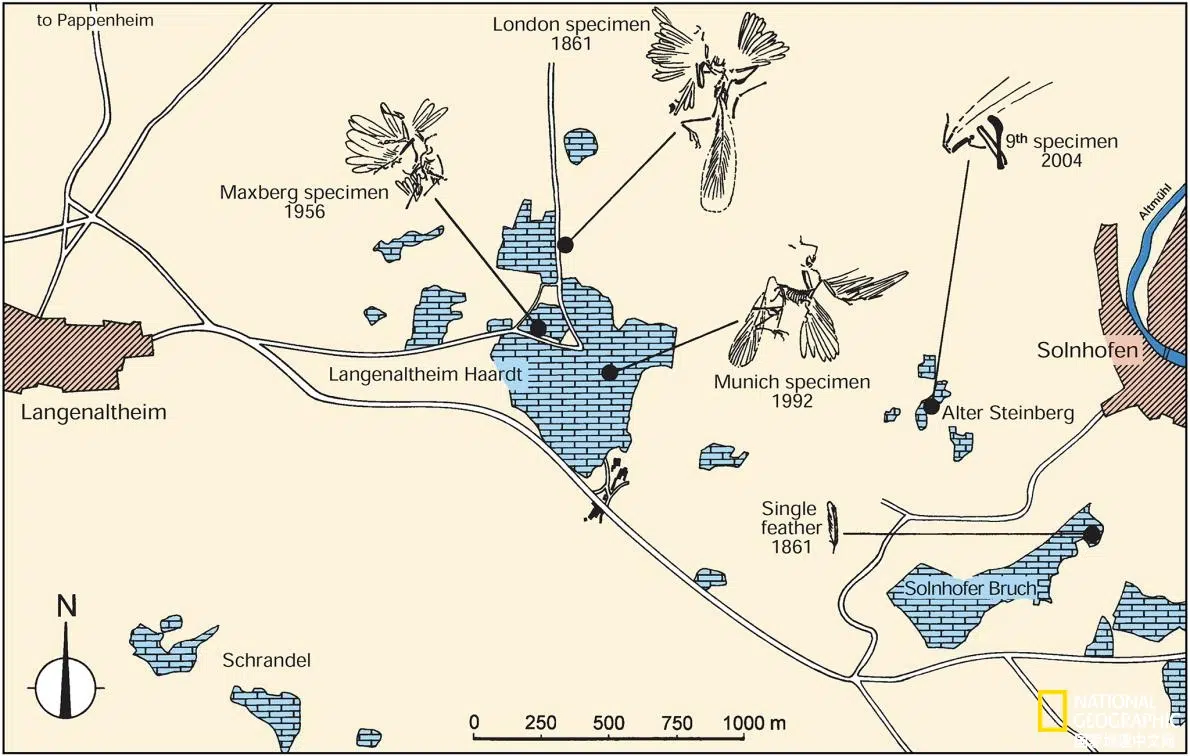 to Pappenheim
London specimen
1861
9th specimen
2004
Maxberg specimen
1956
Altmühl
Solnhofen
Langenaltheim Haardt
Munich specimen
1992
Langenaltheim
Alter Steinberg
Single
feather
1861
Solnhofer Bruch
N
Schrandel
0 250 500 750 1000 m
NATIONAL
GEOGRAPHIC